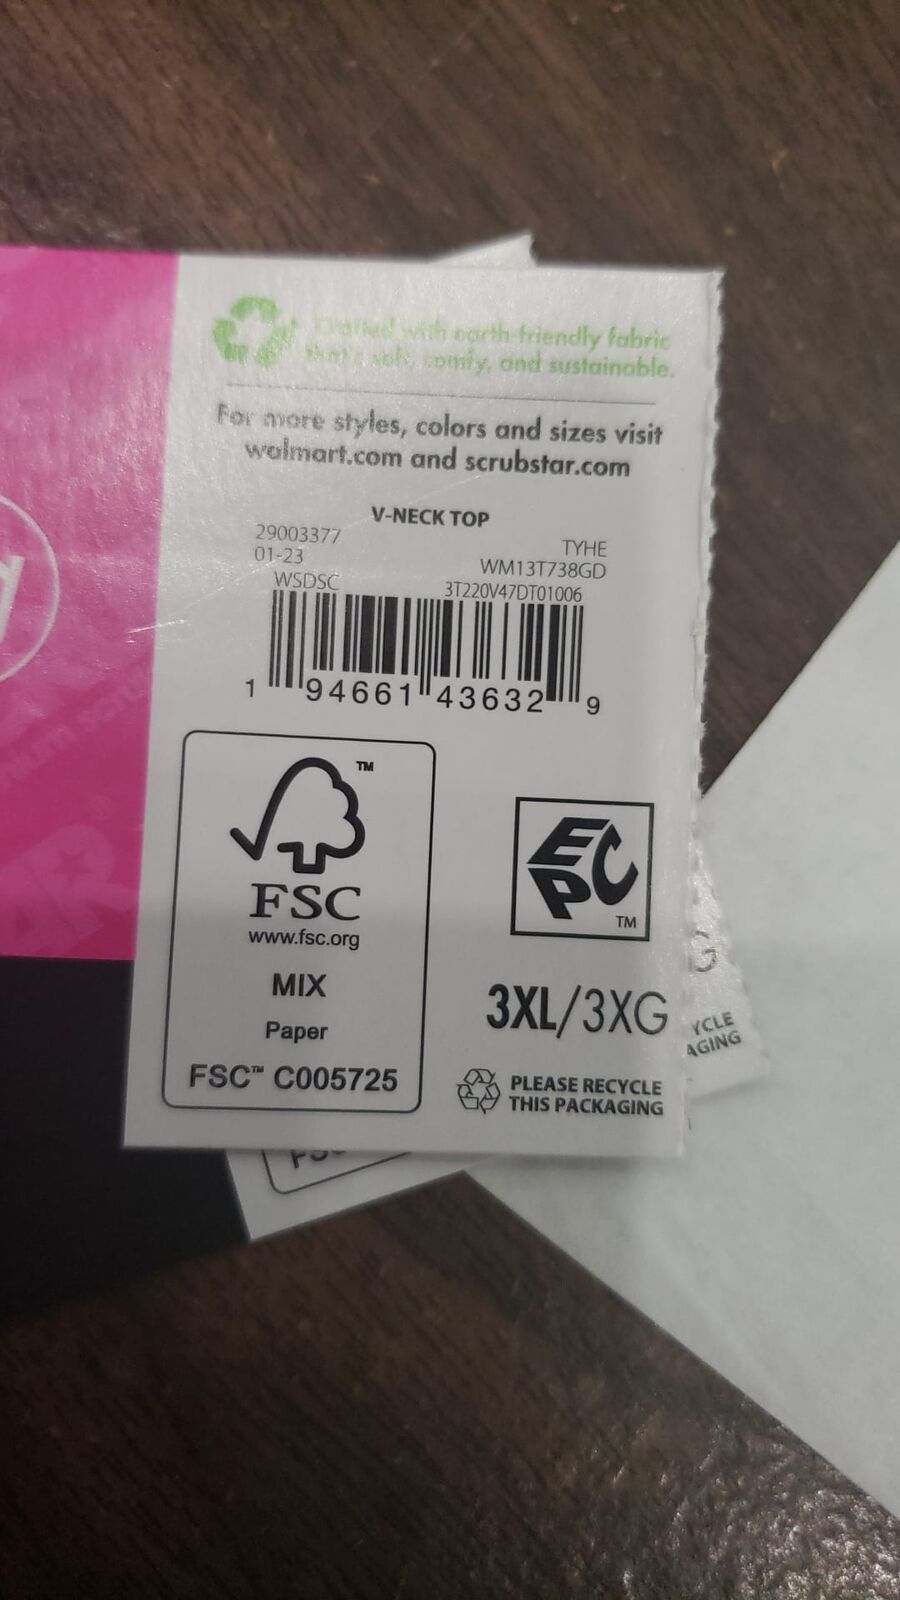 Crafted with earth-friendly fabric
that's soft, comfy, and sustainable.
For more styles, colors and sizes visit
walmart.com and scrubstar.com
V-NECK TOP
29003377
TYHE
01-23
WM13T738GD
WSDSC
3T220V47DT01006
1 94661 43632 9
TM
FSC
www.fsc.org
MIX
Paper
FSC™ C005725
EPC
TM
3XL/3XG
PLEASE RECYCLE
THIS PACKAGING
G
YCLE
AGING